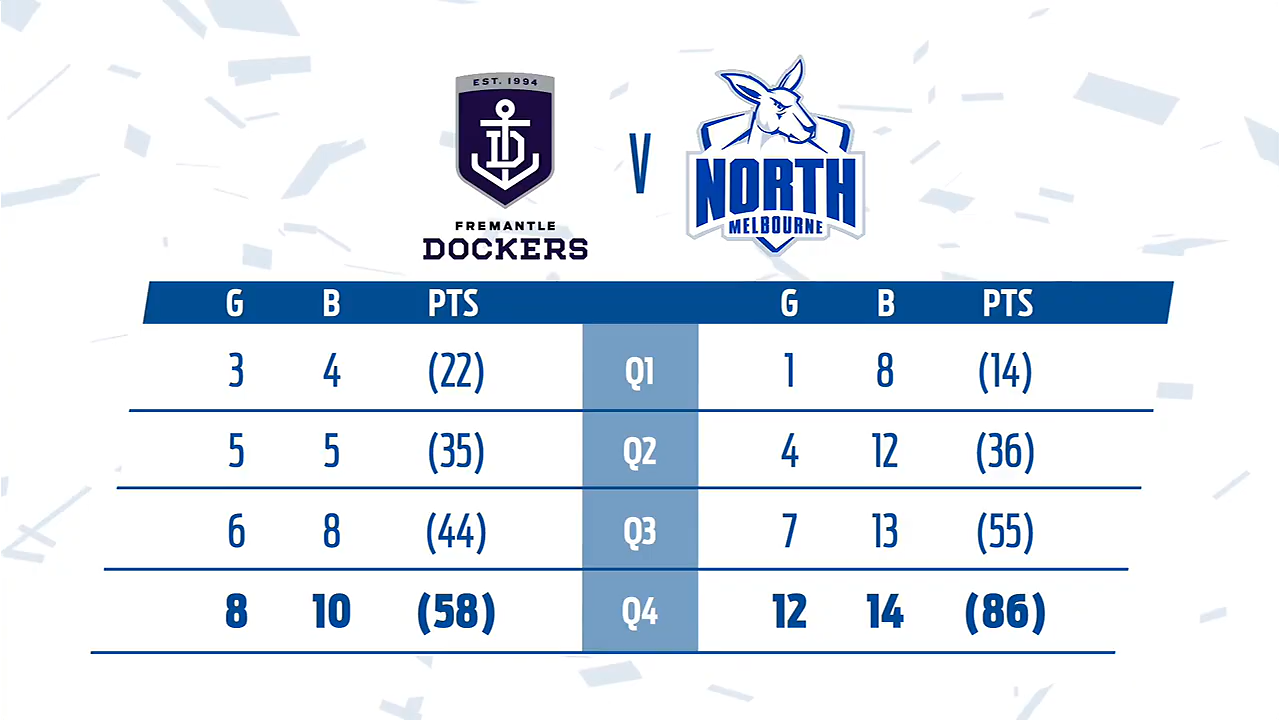 EST. 1994
D
FREMANTLE
DOCKERS
V
NORTH
MELBOURNE
G B PTS G B PTS
3 4 (22) Q1 1 8 (14)
5 5 (35) Q2 4 12 (36)
6 8 (44) Q3 7 13 (55)
8 10 (58) Q4 12 14 (86)